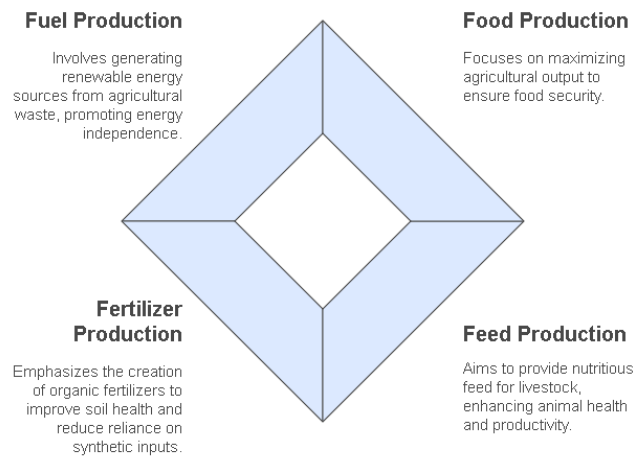 Fuel Production
Involves generating
renewable energy
sources from agricultural
waste, promoting energy
independence.
Food Production
Focuses on maximizing
agricultural output to
ensure food security.
Fertilizer
Production
Emphasizes the creation
of organic fertilizers to
improve soil health and
reduce reliance on
synthetic inputs.
Feed Production
Aims to provide nutritious
feed for livestock,
enhancing animal health
and productivity.